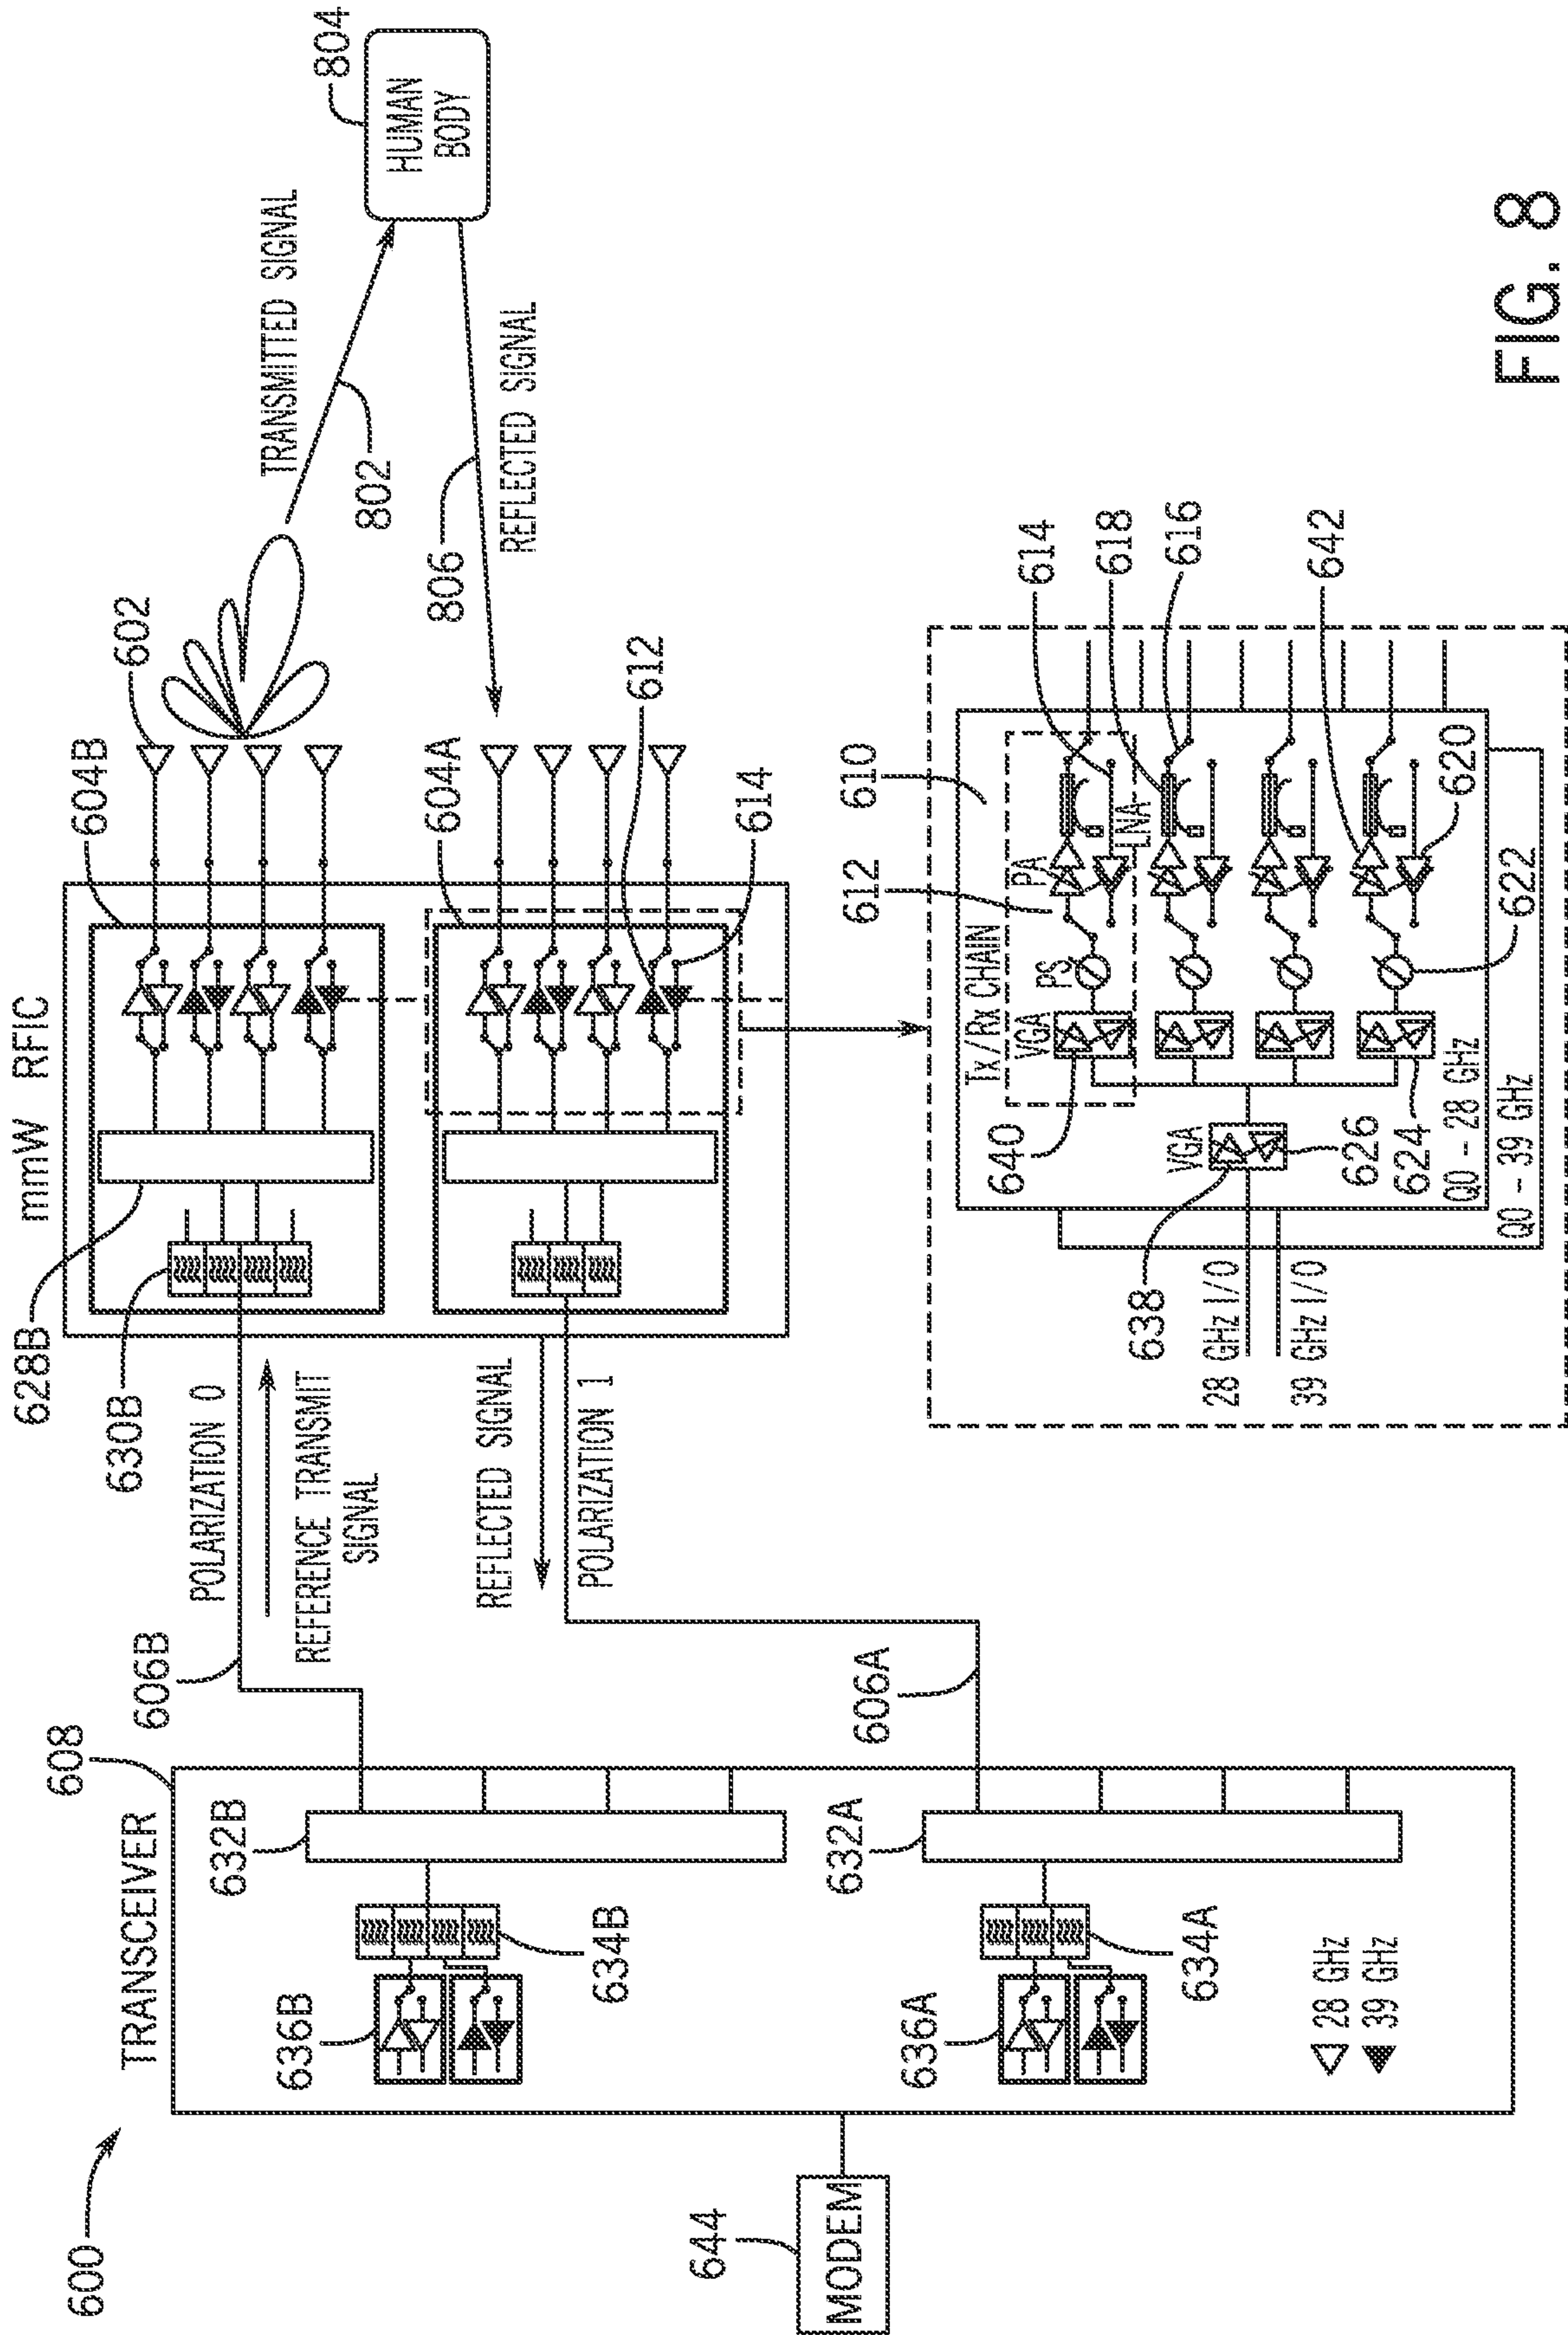 600
TRANSCEIVER
608
632B
634B
636B
632A
634A
636A
28 GHz
39 GHz
644
MODEM
606B
606A
POLARIZATION 0
REFERENCE TRANSMIT
SIGNAL
REFLECTED SIGNAL
POLARIZATION 1
mmW RFIC
628B
630B
604B
602
604A
612
614
TRANSMITTED SIGNAL
802
804
HUMAN
BODY
806
REFLECTED SIGNAL
610
612
614
618
616
642
620
622
624
626
638
640
Tx/Rx CHAIN
VGA
PS
PA
LNA
VGA
28 GHz I/O
39 GHz I/O
Q0 - 28 GHz
Q0 - 39 GHz
FIG. 8